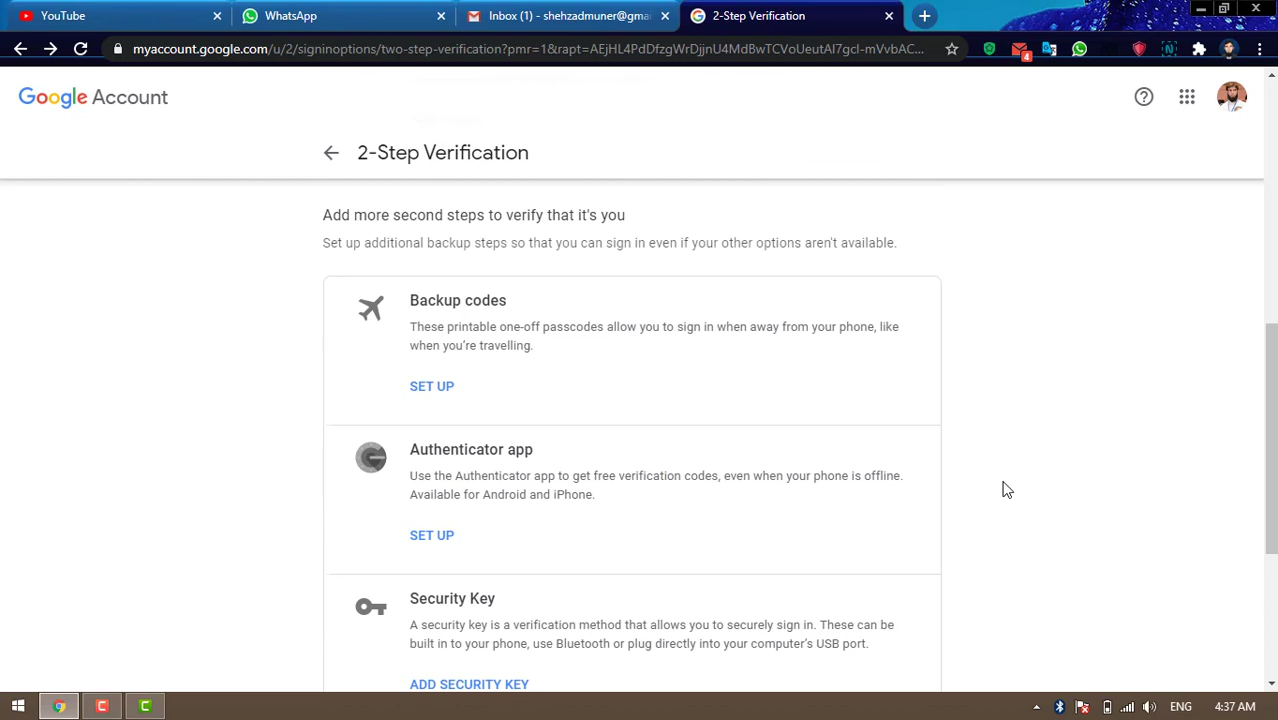 YouTube
WhatsApp
Inbox (1) - shehzadmuner@gmai
2-Step Verification
myaccount.google.com/u/2/signinoptions/two-step-verification?pmr=1&rapt=AEjHL4PdDfzgWrDjjnU4MdBwTCVoUeutAl7gcl-mVvbAC...
4
Google Account
2-Step Verification
Add more second steps to verify that it's you
Set up additional backup steps so that you can sign in even if your other options aren't available.
Backup codes
These printable one-off passcodes allow you to sign in when away from your phone, like
when you're travelling.
SET UP
Authenticator app
Use the Authenticator app to get free verification codes, even when your phone is offline.
Available for Android and iPhone.
SET UP
Security Key
A security key is a verification method that allows you to securely sign in. These can be
built in to your phone, use Bluetooth or plug directly into your computer's USB port.
ADD SECURITY KEY
ENG
4:37 AM